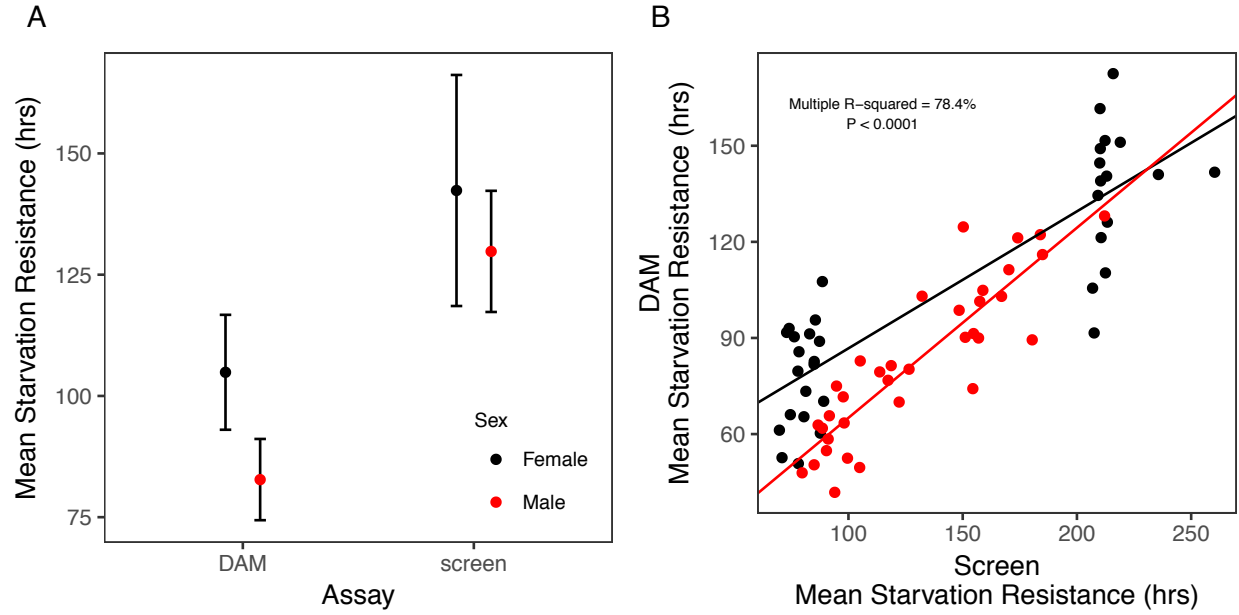 A
Mean Starvation Resistance (hrs)
150
125
100
75
DAM
screen
Assay
Sex
Female
Male
B
DAM
Mean Starvation Resistance (hrs)
150
120
90
60
Multiple R−squared = 78.4%
P < 0.0001
100
150
200
250
Screen
Mean Starvation Resistance (hrs)